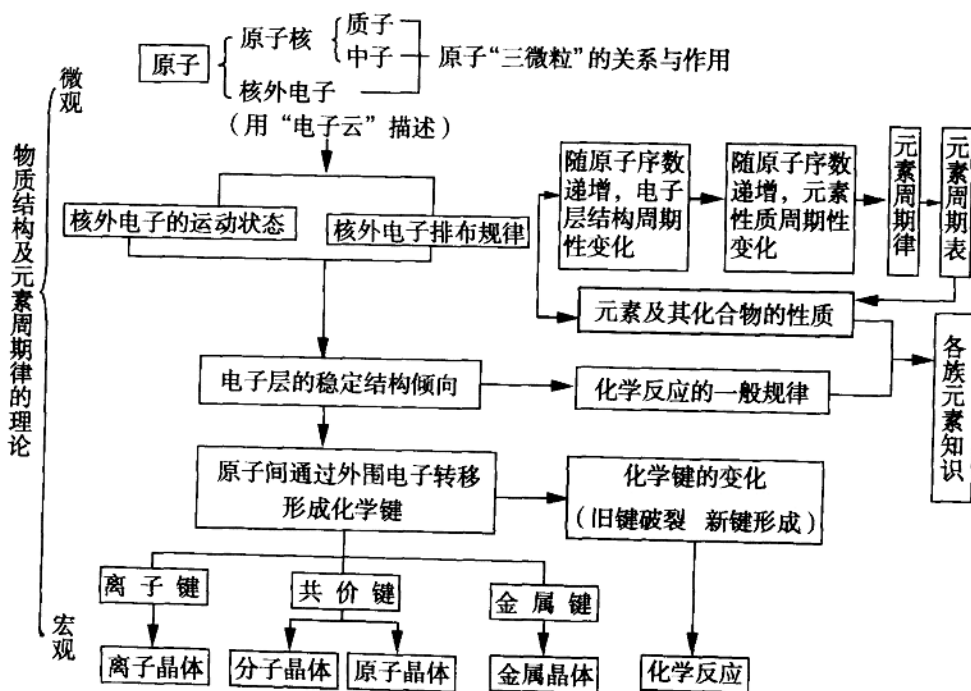 物质结构及元素周期律的理论
微观
宏观
原子
原子核
质子
中子
核外电子
原子“三微粒”的关系与作用
(用“电子云”描述)
核外电子的运动状态
核外电子排布规律
随原子序数
递增，电子
层结构周期
性变化
随原子序数
递增，元素
性质周期性
变化
元素周期律
元素周期表
元素及其化合物的性质
电子层的稳定结构倾向
化学反应的一般规律
各族元素知识
原子间通过外围电子转移
形成化学键
化学键的变化
(旧键破裂 新键形成)
离子键
共价键
金属键
离子晶体
分子晶体
原子晶体
金属晶体
化学反应